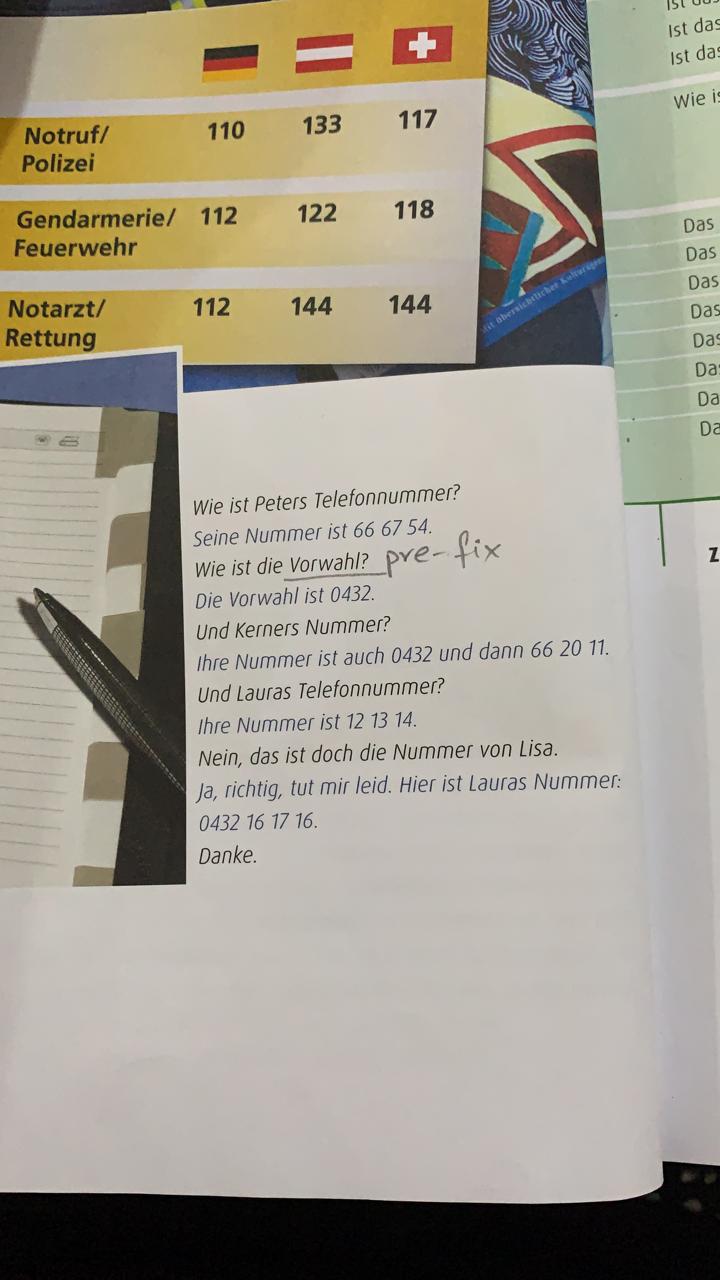 Notruf/ 110 133 117
Polizei
Gendarmerie/ 112 122 118
Feuerwehr
Notarzt/ 112 144 144
Rettung
Mit übersichtlicher
Wie ist Peters Telefonnummer?
Seine Nummer ist 66 67 54.
Wie ist die Vorwahl? pre-fix
Die Vorwahl ist 0432.
Und Kerners Nummer?
Ihre Nummer ist auch 0432 und dann 66 20 11.
Und Lauras Telefonnummer?
Ihre Nummer ist 12 13 14.
Nein, das ist doch die Nummer von Lisa.
Ja, richtig, tut mir leid. Hier ist Lauras Nummer:
0432 16 17 16.
Danke.
Ist das
Ist das
Wie is
Das
Das
Das
Das
Das
Da
Da
Da
Z